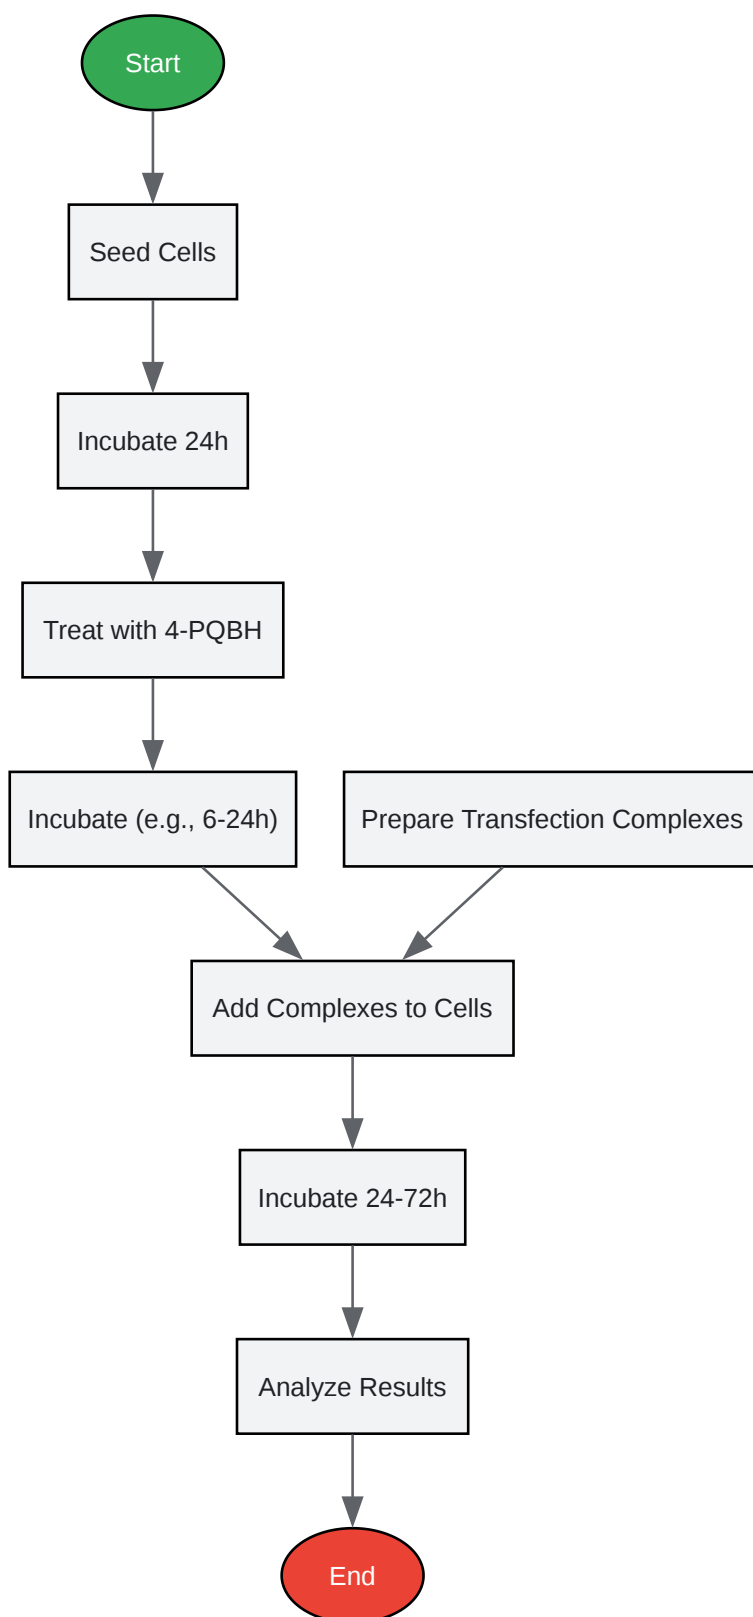 Start
Seed Cells
Incubate 24h
Treat with 4-PQBH
Incubate (e.g., 6-24h)
Prepare Transfection Complexes
Add Complexes to Cells
Incubate 24-72h
Analyze Results
End